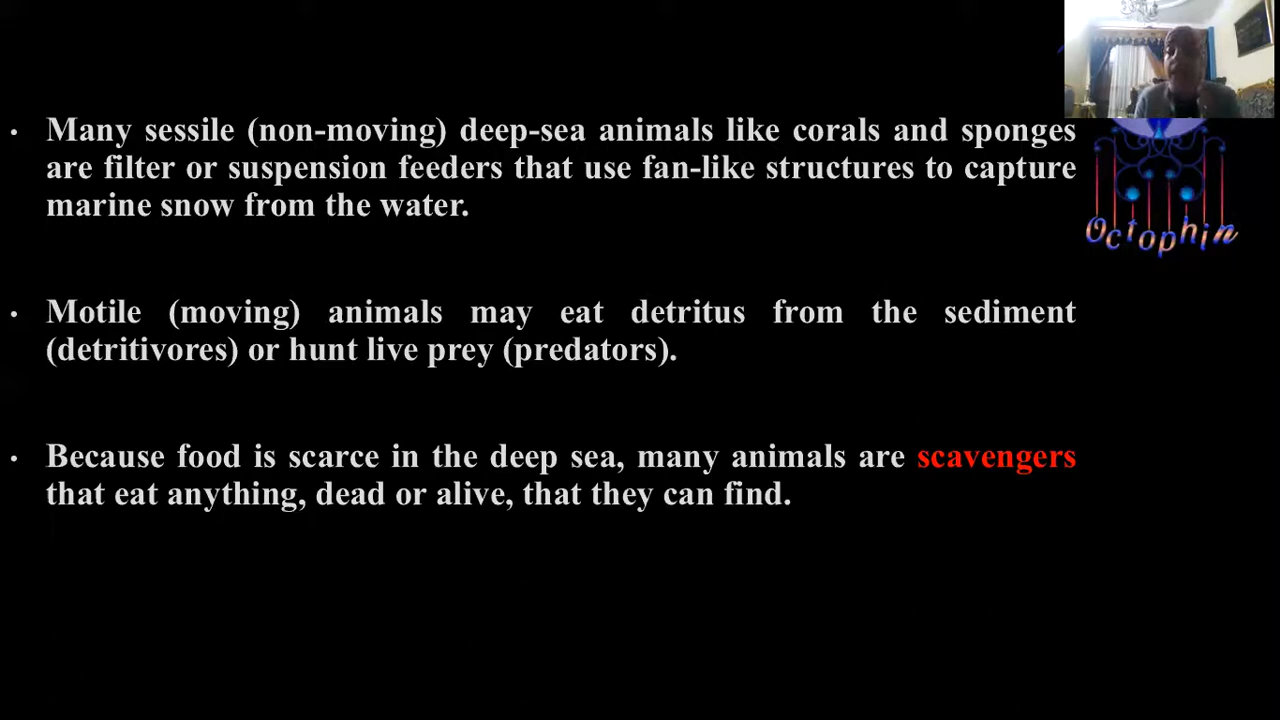 • Many sessile (non-moving) deep-sea animals like corals and sponges
are filter or suspension feeders that use fan-like structures to capture
marine snow from the water.
Octophin
• Motile (moving) animals may eat detritus from the sediment
(detritivores) or hunt live prey (predators).
• Because food is scarce in the deep sea, many animals are scavengers
that eat anything, dead or alive, that they can find.